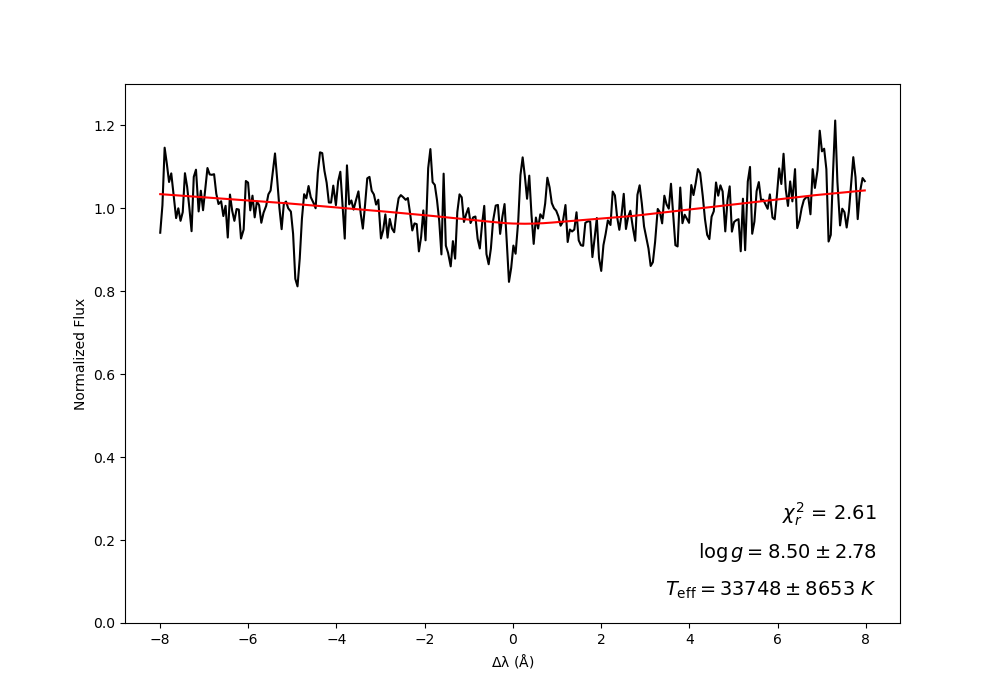 1.2
1.0
0.8
0.6
0.4
0.2
0.0
Normalized Flux
χ²ᵣ = 2.61
log g = 8.50 ± 2.78
T_eff = 33748 ± 8653 K
−8 −6 −4 −2 0 2 4 6 8
Δλ (Å)